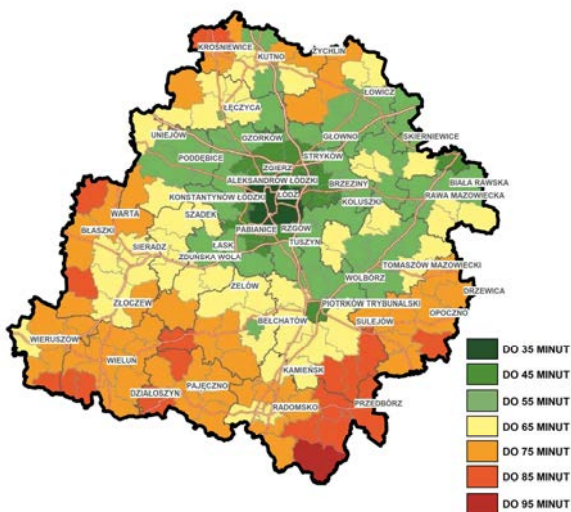 KROŚNIEWICE
ŻYCHLIN
KUTNO
ŁOWICZ
ŁĘCZYCA
UNIEJÓW
OZORKÓW
GŁOWNO
SKIERNIEWICE
PODDĘBICE
STRYKÓW
ZGIERZ
ALEKSANDRÓW ŁÓDZKI
BRZEZINY
BIAŁA RAWSKA
KONSTANTYNÓW ŁÓDZKI
ŁÓDŹ
RAWA MAZOWIECKA
KOLUSZKI
WARTA
SZADEK
BŁASZKI
PABIANICE
RZGÓW
SIERADZ
ŁASK
TUSZYN
ZDUŃSKA WOLA
TOMASZÓW MAZOWIECKI
WOLBÓRZ
ZELÓW
DRZEWICA
ZŁOCZEW
PIOTRKÓW TRYBUNALSKI
OPOCZNO
BEŁCHATÓW
SULEJÓW
WIERUSZÓW
WIELUŃ
KAMIEŃSK
DZIAŁOSZYN
PAJĘCZNO
RADOMSKO
PRZEDBÓRZ
DO 35 MINUT
DO 45 MINUT
DO 55 MINUT
DO 65 MINUT
DO 75 MINUT
DO 85 MINUT
DO 95 MINUT